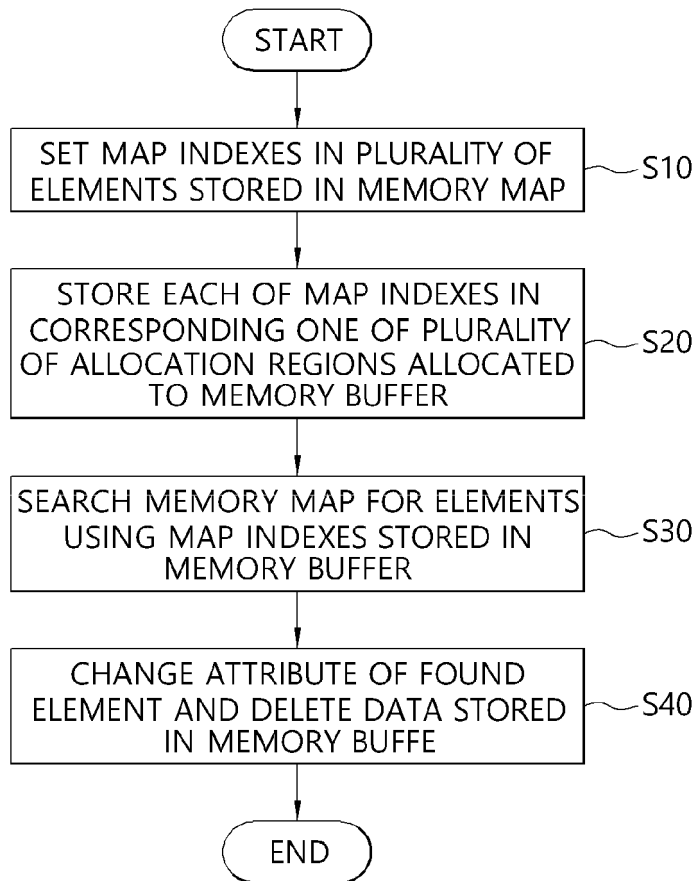 START
SET MAP INDEXES IN PLURALITY OF
ELEMENTS STORED IN MEMORY MAP
S10
STORE EACH OF MAP INDEXES IN
CORRESPONDING ONE OF PLURALITY
OF ALLOCATION REGIONS ALLOCATED
TO MEMORY BUFFER
S20
SEARCH MEMORY MAP FOR ELEMENTS
USING MAP INDEXES STORED IN
MEMORY BUFFER
S30
CHANGE ATTRIBUTE OF FOUND
ELEMENT AND DELETE DATA STORED
IN MEMORY BUFFE
S40
END